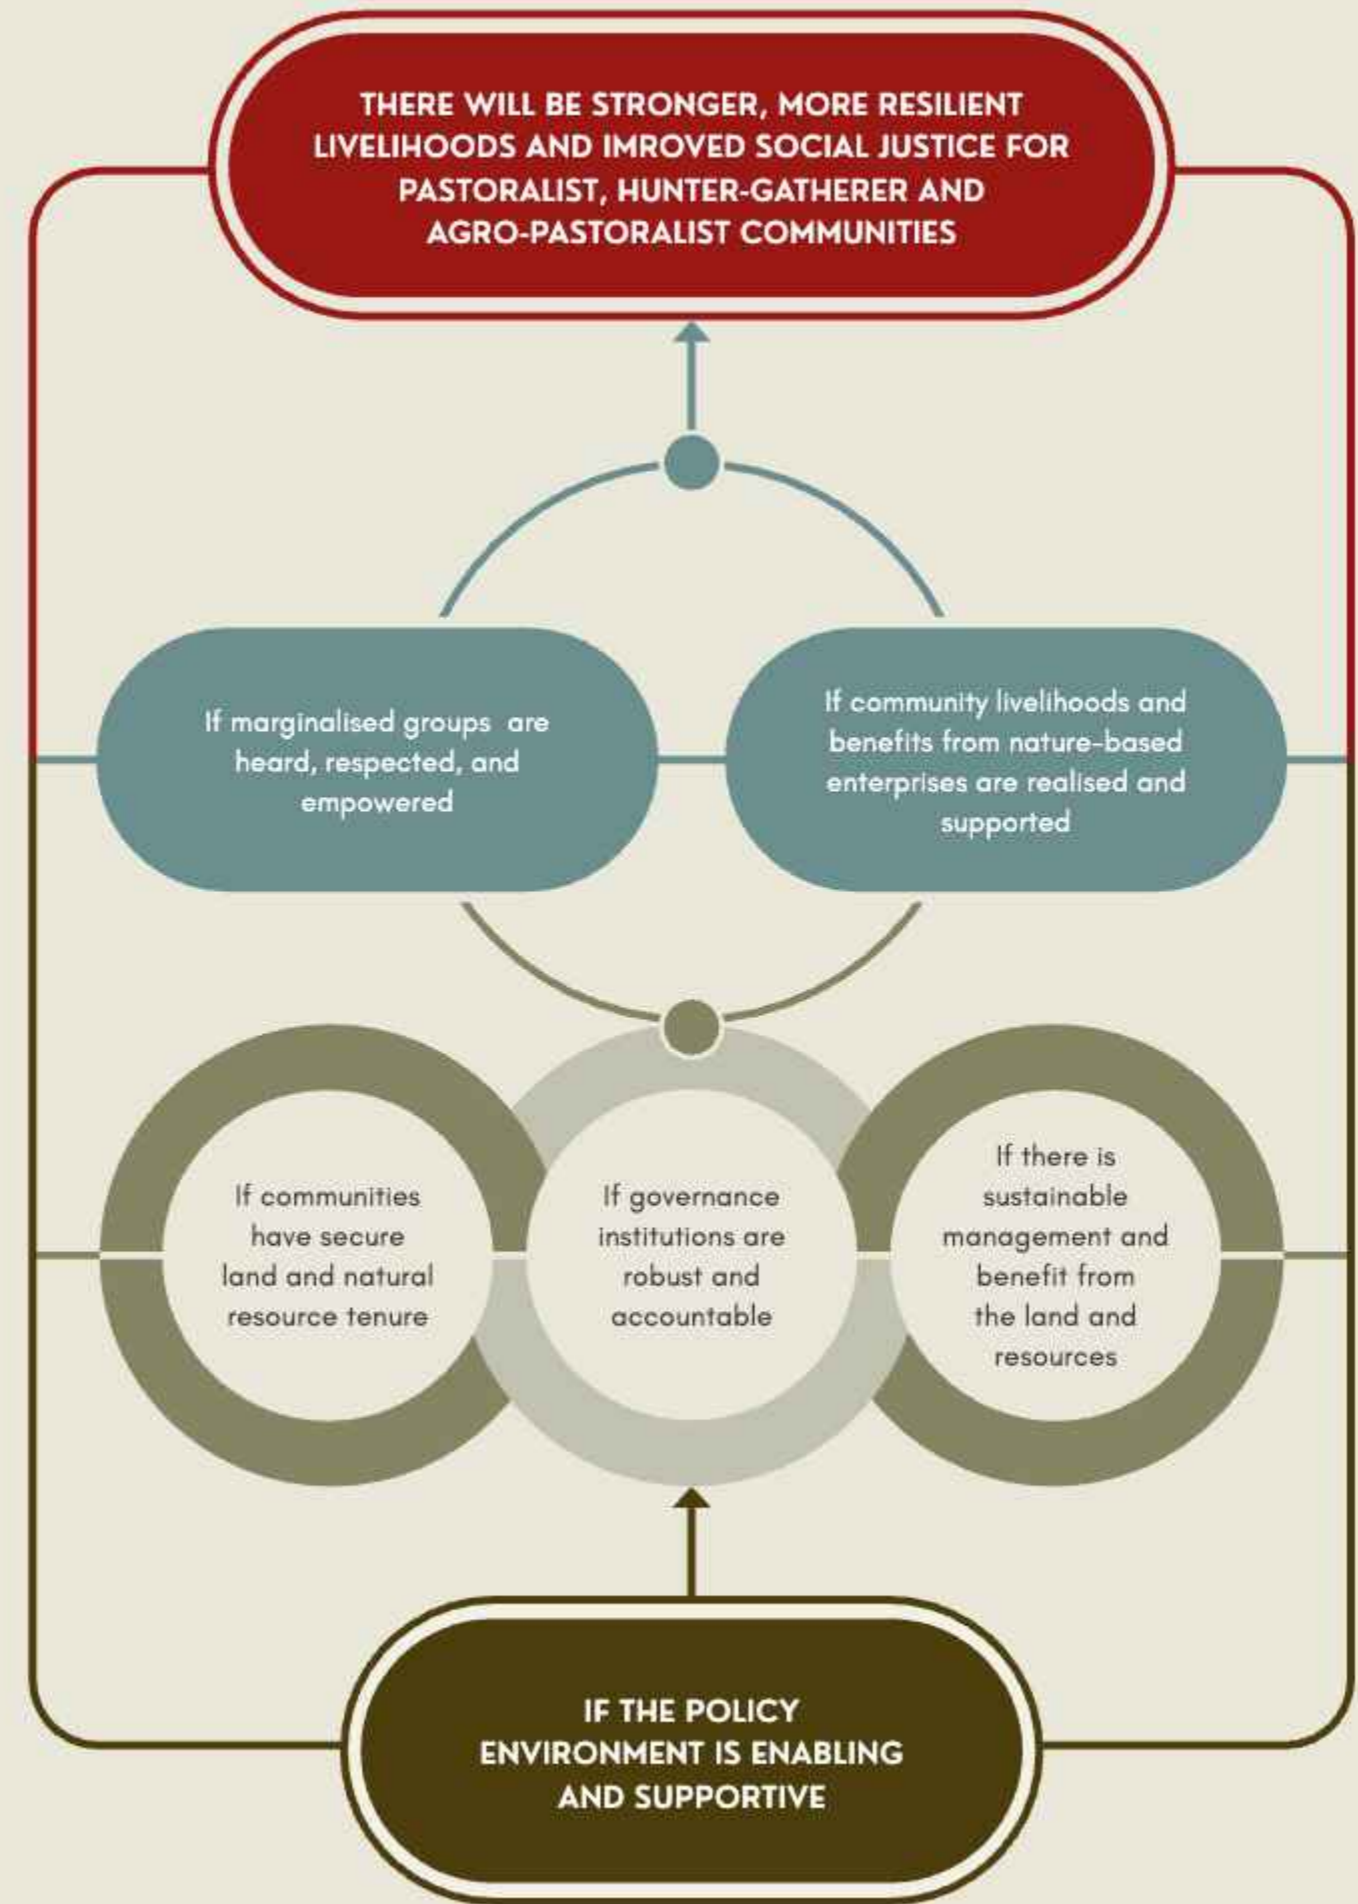 THERE WILL BE STRONGER, MORE RESILIENT
LIVELIHOODS AND IMROVED SOCIAL JUSTICE FOR
PASTORALIST, HUNTER-GATHERER AND
AGRO-PASTORALIST COMMUNITIES
If marginalised groups are
heard, respected, and
empowered
If community livelihoods and
benefits from nature-based
enterprises are realised and
supported
If communities
have secure
land and natural
resource tenure
If governance
institutions are
robust and
accountable
If there is
sustainable
management and
benefit from
the land and
resources
IF THE POLICY
ENVIRONMENT IS ENABLING
AND SUPPORTIVE